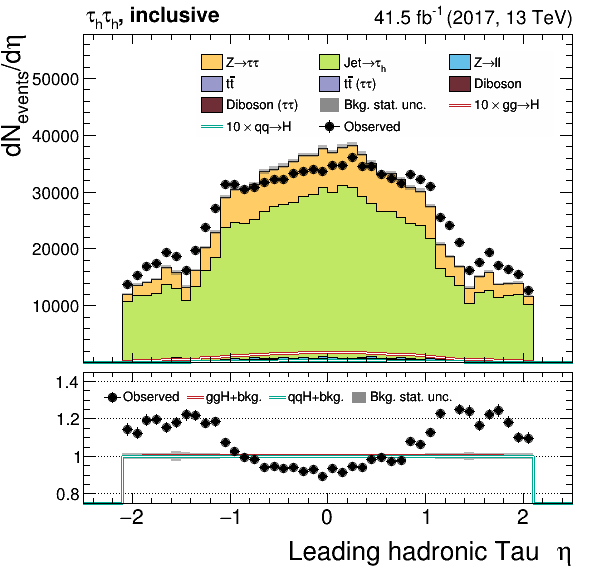 τhτh, inclusive 41.5 fb⁻¹ (2017, 13 TeV)
dNevents/dη
Z→ττ Jet→τh Z→ll
tt̄ tt̄ (ττ) Diboson
Diboson (ττ) Bkg. stat. unc. 10 × gg→H
10 × qq→H Observed
50000
40000
30000
20000
10000
1.4
Observed ggH+bkg. qqH+bkg. Bkg. stat. unc.
1.2
1
0.8
−2 −1 0 1 2
Leading hadronic Tau η